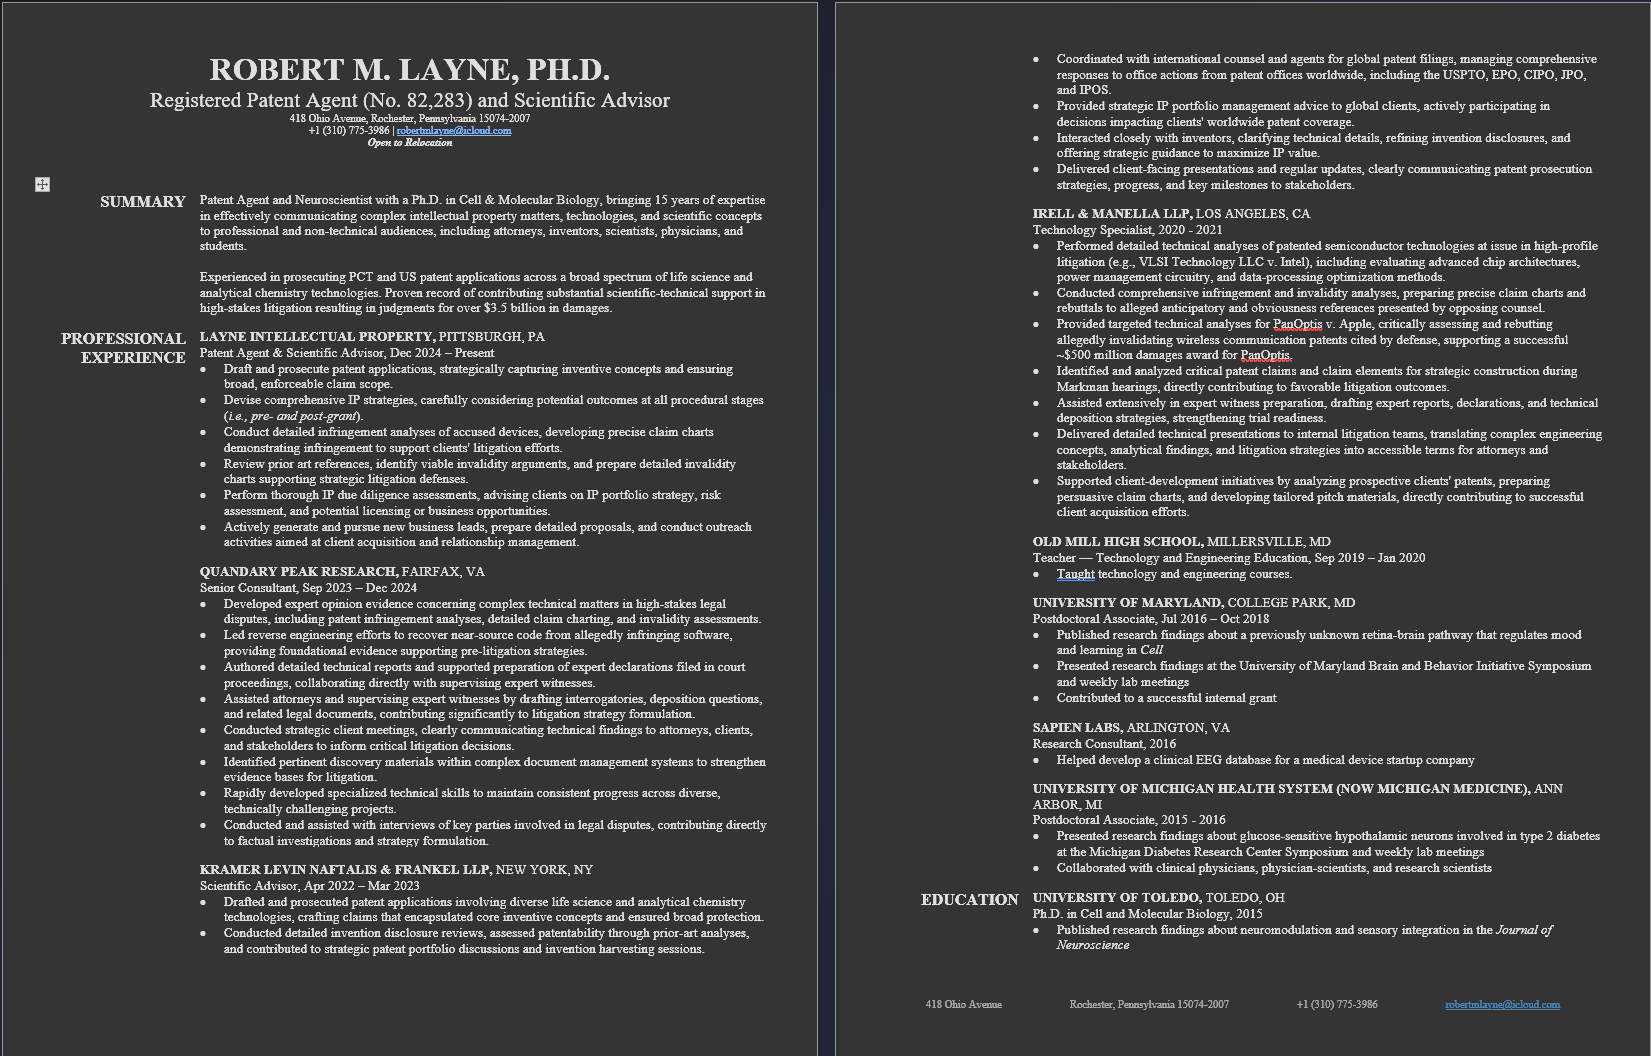 ROBERT M. LAYNE, PH.D.
Registered Patent Agent (No. 82,283) and Scientific Advisor
418 Ohio Avenue, Rochester, Pennsylvania 15074-2007
+1 (310) 775-3986 | robertmlayne@icloud.com
Open to Relocation
SUMMARY
Patent Agent and Neuroscientist with a Ph.D. in Cell & Molecular Biology, bringing 15 years of expertise
in effectively communicating complex intellectual property matters, technologies, and scientific concepts
to professional and non-technical audiences, including attorneys, inventors, scientists, physicians, and
students.
Experienced in prosecuting PCT and US patent applications across a broad spectrum of life science and
analytical chemistry technologies. Proven record of contributing substantial scientific-technical support in
high-stakes litigation resulting in judgments for over $3.5 billion in damages.
PROFESSIONAL
EXPERIENCE
LAYNE INTELLECTUAL PROPERTY, PITTSBURGH, PA
Patent Agent & Scientific Advisor, Dec 2024 – Present
• Draft and prosecute patent applications, strategically capturing inventive concepts and ensuring
broad, enforceable claim scope.
• Devise comprehensive IP strategies, carefully considering potential outcomes at all procedural stages
(i.e., pre- and post-grant).
• Conduct detailed infringement analyses of accused devices, developing precise claim charts
demonstrating infringement to support clients' litigation efforts.
• Review prior art references, identify viable invalidity arguments, and prepare detailed invalidity
charts supporting strategic litigation defenses.
• Perform thorough IP due diligence assessments, advising clients on IP portfolio strategy, risk
assessment, and potential licensing or business opportunities.
• Actively generate and pursue new business leads, prepare detailed proposals, and conduct outreach
activities aimed at client acquisition and relationship management.
QUANDARY PEAK RESEARCH, FAIRFAX, VA
Senior Consultant, Sep 2023 – Dec 2024
• Developed expert opinion evidence concerning complex technical matters in high-stakes legal
disputes, including patent infringement analyses, detailed claim charting, and invalidity assessments.
• Led reverse engineering efforts to recover near-source code from allegedly infringing software,
providing foundational evidence supporting pre-litigation strategies.
• Authored detailed technical reports and supported preparation of expert declarations filed in court
proceedings, collaborating directly with supervising expert witnesses.
• Assisted attorneys and supervising expert witnesses by drafting interrogatories, deposition questions,
and related legal documents, contributing significantly to litigation strategy formulation.
• Conducted strategic client meetings, clearly communicating technical findings to attorneys, clients,
and stakeholders to inform critical litigation decisions.
• Identified pertinent discovery materials within complex document management systems to strengthen
evidence bases for litigation.
• Rapidly developed specialized technical skills to maintain consistent progress across diverse,
technically challenging projects.
• Conducted and assisted with interviews of key parties involved in legal disputes, contributing directly
to factual investigations and strategy formulation.
KRAMER LEVIN NAFTALIS & FRANKEL LLP, NEW YORK, NY
Scientific Advisor, Apr 2022 – Mar 2023
• Drafted and prosecuted patent applications involving diverse life science and analytical chemistry
technologies, crafting claims that encapsulated core inventive concepts and ensured broad protection.
• Conducted detailed invention disclosure reviews, assessed patentability through prior-art analyses,
and contributed to strategic patent portfolio discussions and invention harvesting sessions.
• Coordinated with international counsel and agents for global patent filings, managing comprehensive
responses to office actions from patent offices worldwide, including the USPTO, EPO, CIPO, JPO,
and IPOS.
• Provided strategic IP portfolio management advice to global clients, actively participating in
decisions impacting clients' worldwide patent coverage.
• Interacted closely with inventors, clarifying technical details, refining invention disclosures, and
offering strategic guidance to maximize IP value.
• Delivered client-facing presentations and regular updates, clearly communicating patent prosecution
strategies, progress, and key milestones to stakeholders.
IRELL & MANELLA LLP, LOS ANGELES, CA
Technology Specialist, 2020 - 2021
• Performed detailed technical analyses of patented semiconductor technologies at issue in high-profile
litigation (e.g., VLSI Technology LLC v. Intel), including evaluating advanced chip architectures,
power management circuitry, and data-processing optimization methods.
• Conducted comprehensive infringement and invalidity analyses, preparing precise claim charts and
rebuttals to alleged anticipatory and obviousness references presented by opposing counsel.
• Provided targeted technical analyses for PanOptis v. Apple, critically assessing and rebutting
allegedly invalidating wireless communication patents cited by defense, supporting a successful
~$500 million damages award for PanOptis.
• Identified and analyzed critical patent claims and claim elements for strategic construction during
Markman hearings, directly contributing to favorable litigation outcomes.
• Assisted extensively in expert witness preparation, drafting expert reports, declarations, and technical
deposition strategies, strengthening trial readiness.
• Delivered detailed technical presentations to internal litigation teams, translating complex engineering
concepts, analytical findings, and litigation strategies into accessible terms for attorneys and
stakeholders.
• Supported client-development initiatives by analyzing prospective clients' patents, preparing
persuasive claim charts, and developing tailored pitch materials, directly contributing to successful
client acquisition efforts.
OLD MILL HIGH SCHOOL, MILLERSVILLE, MD
Teacher — Technology and Engineering Education, Sep 2019 – Jan 2020
• Taught technology and engineering courses.
UNIVERSITY OF MARYLAND, COLLEGE PARK, MD
Postdoctoral Associate, Jul 2016 – Oct 2018
• Published research findings about a previously unknown retina-brain pathway that regulates mood
and learning in Cell
• Presented research findings at the University of Maryland Brain and Behavior Initiative Symposium
and weekly lab meetings
• Contributed to a successful internal grant
SAPIEN LABS, ARLINGTON, VA
Research Consultant, 2016
• Helped develop a clinical EEG database for a medical device startup company
UNIVERSITY OF MICHIGAN HEALTH SYSTEM (NOW MICHIGAN MEDICINE), ANN
ARBOR, MI
Postdoctoral Associate, 2015 - 2016
• Presented research findings about glucose-sensitive hypothalamic neurons involved in type 2 diabetes
at the Michigan Diabetes Research Center Symposium and weekly lab meetings
• Collaborated with clinical physicians, physician-scientists, and research scientists
EDUCATION
UNIVERSITY OF TOLEDO, TOLEDO, OH
Ph.D. in Cell and Molecular Biology, 2015
• Published research findings about neuromodulation and sensory integration in the Journal of
Neuroscience
418 Ohio Avenue Rochester, Pennsylvania 15074-2007 +1 (310) 775-3986 robertmlayne@icloud.com